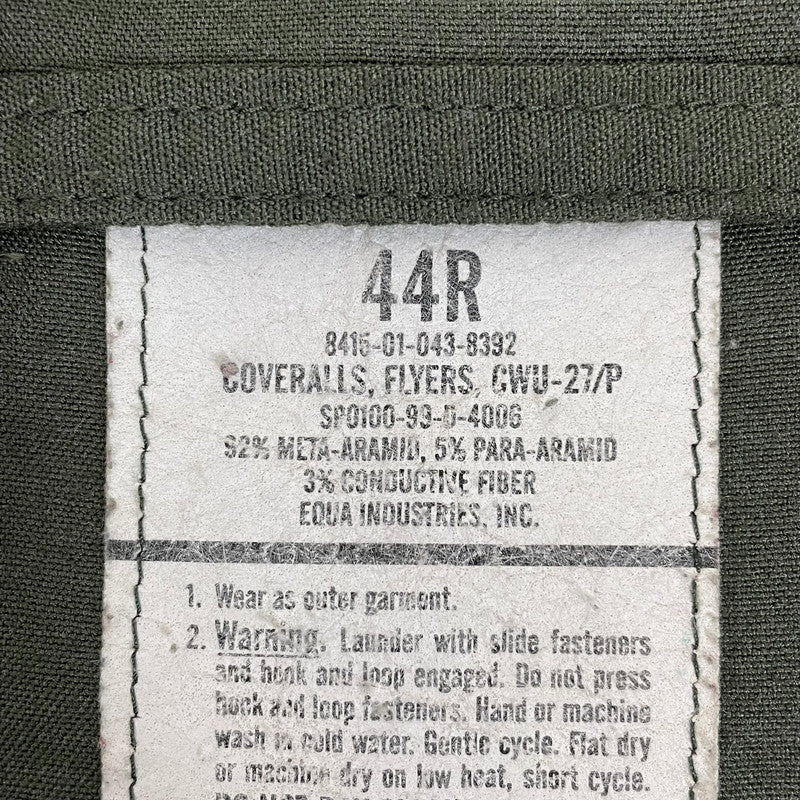 44R
8415-01-043-8392
COVERALLS, FLYERS, CWU-27/P
SP0100-99-D-4006
92% META-ARAMID, 5% PARA-ARAMID
3% CONDUCTIVE FIBER
EQUA INDUSTRIES, INC.
1. Wear as outer garment.
2. Warning. Launder with slide fasteners
and hook and loop engaged. Do not press
hook and loop fasteners. Hand or machine
wash in cold water. Gentle cycle. Flat dry
or machine dry on low heat, short cycle.
DO NOT